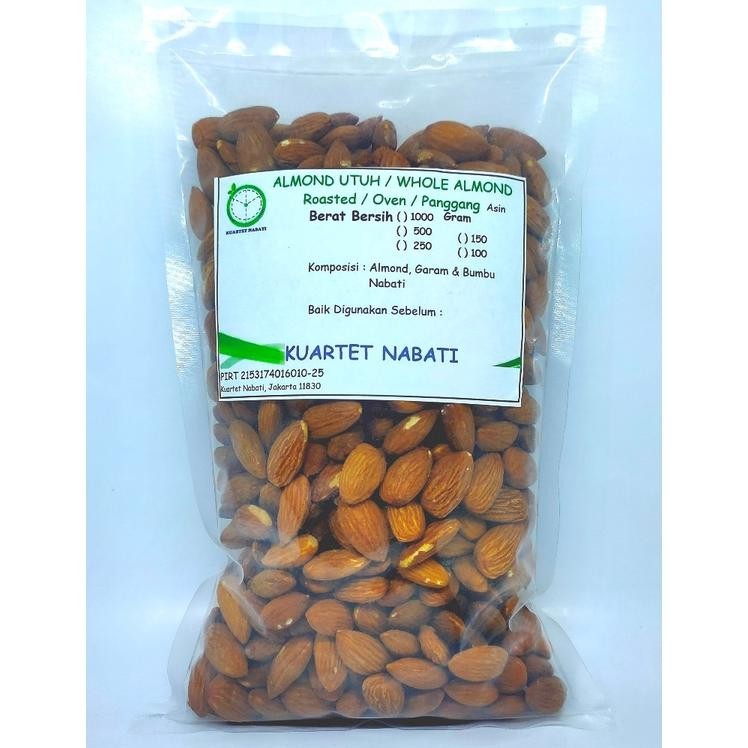 ALMOND UTUH / WHOLE ALMOND
Roasted / Oven / Panggang Asin
Berat Bersih ( ) 1000 Gram
( ) 500
( ) 150
( ) 250
( ) 100
KUARTET NABATI
Komposisi : Almond, Garam & Bumbu
Nabati
Baik Digunakan Sebelum :
KUARTET NABATI
PIRT 2153174016010-25
Kuartet Nabati, Jakarta 11830